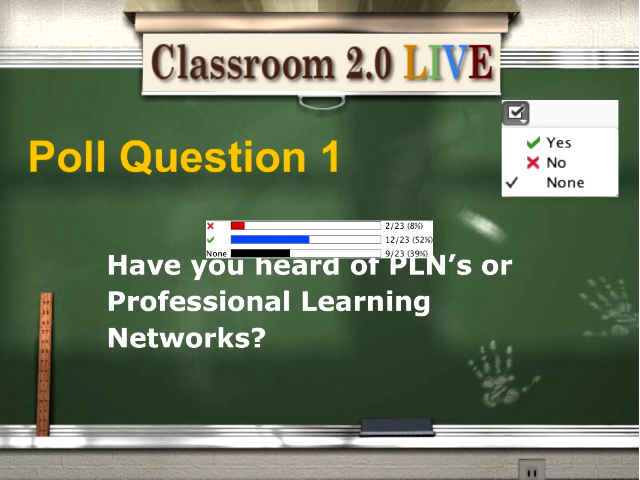 Classroom 2.0 LIVE
Poll Question 1
Yes
No
None
2/23 (8%)
12/23 (52%)
None 9/23 (39%)
Have you heard of PLN’s or
Professional Learning
Networks?